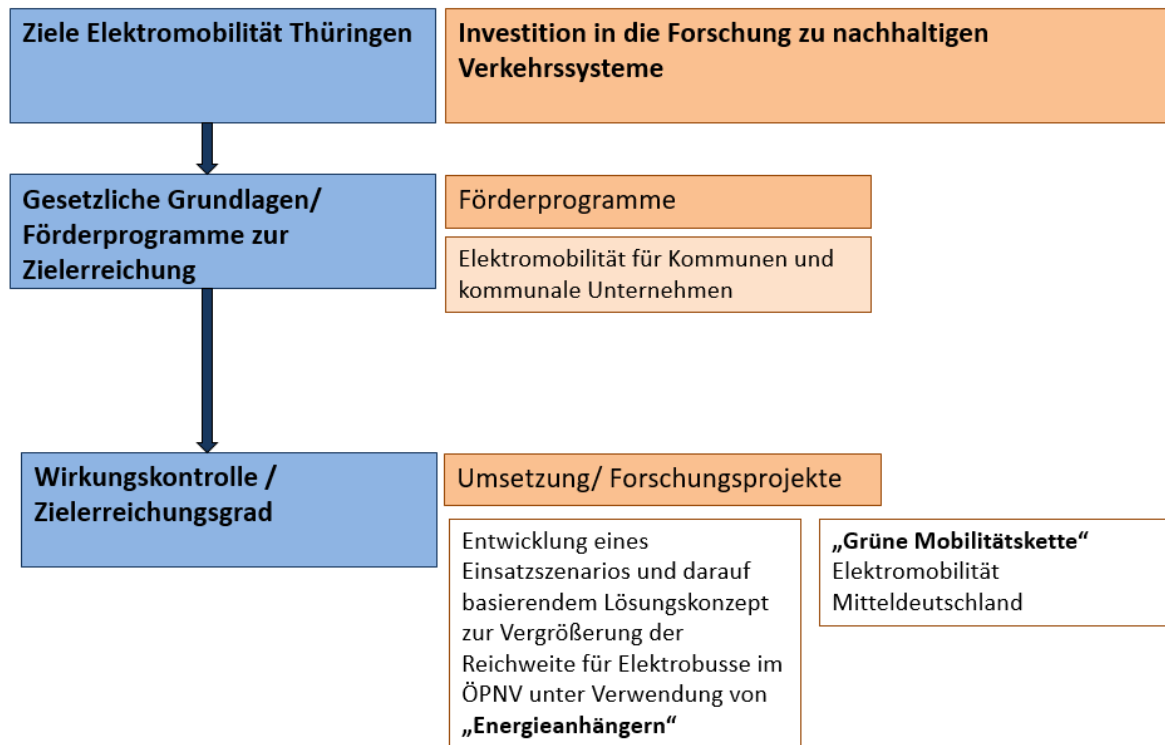 Ziele Elektromobilität Thüringen
Investition in die Forschung zu nachhaltigen
Verkehrssysteme
Gesetzliche Grundlagen/
Förderprogramme zur
Zielerreichung
Förderprogramme
Elektromobilität für Kommunen und
kommunale Unternehmen
Wirkungskontrolle /
Zielerreichungsgrad
Umsetzung/ Forschungsprojekte
Entwicklung eines
Einsatzszenarios und darauf
basierendem Lösungskonzept
zur Vergrößerung der
Reichweite für Elektrobusse im
ÖPNV unter Verwendung von
„Energieanhängern“
„Grüne Mobilitätskette“
Elektromobilität
Mitteldeutschland